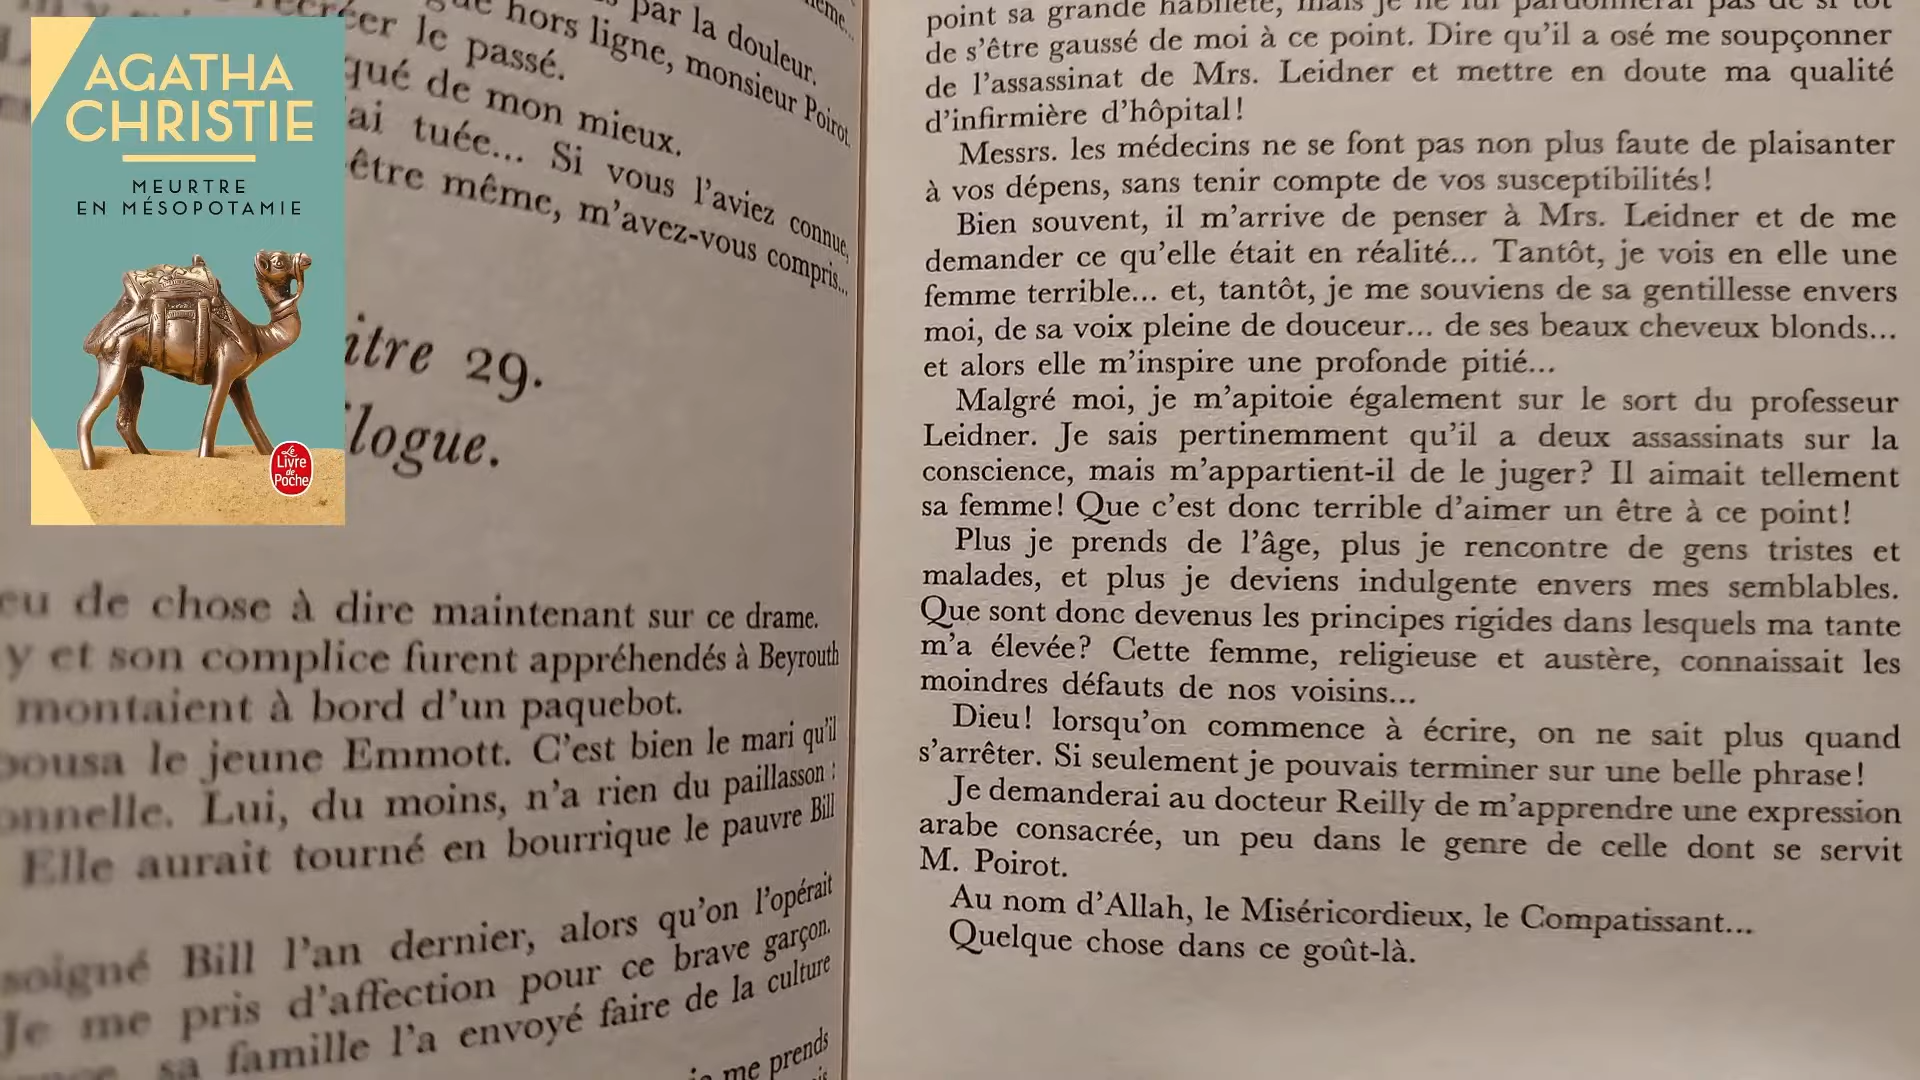 AGATHA
CHRISTIE
MEURTRE
EN MÉSOPOTAMIE
Le
Livre
de
Poche
par la douleur.
hors ligne, monsieur Poirot.
le passé.
de mon mieux.
tuée... Si vous l'aviez connue,
être même, m'avez-vous compris...
29.
de chose à dire maintenant sur ce drame.
et son complice furent appréhendés à Beyrouth
montaient à bord d'un paquebot.
le jeune Emmott. C'est bien le mari qu'il
Lui, du moins, n'a rien du paillasson :
Elle aurait tourné en bourrique le pauvre Bill
soigné Bill l'an dernier, alors qu'on l'opérait
Je me pris d'affection pour ce brave garçon.
sa famille l'a envoyé faire de la culture
me prends
point sa grande habileté, mais je ne lui pardonnerai pas de si tôt
de s'être gaussé de moi à ce point. Dire qu'il a osé me soupçonner
de l'assassinat de Mrs. Leidner et mettre en doute ma qualité
d'infirmière d'hôpital!
Messrs. les médecins ne se font pas non plus faute de plaisanter
à vos dépens, sans tenir compte de vos susceptibilités!
Bien souvent, il m'arrive de penser à Mrs. Leidner et de me
demander ce qu'elle était en réalité... Tantôt, je vois en elle une
femme terrible... et, tantôt, je me souviens de sa gentillesse envers
moi, de sa voix pleine de douceur... de ses beaux cheveux blonds...
et alors elle m'inspire une profonde pitié...
Malgré moi, je m'apitoie également sur le sort du professeur
Leidner. Je sais pertinemment qu'il a deux assassinats sur la
conscience, mais m'appartient-il de le juger? Il aimait tellement
sa femme! Que c'est donc terrible d'aimer un être à ce point!
Plus je prends de l'âge, plus je rencontre de gens tristes et
malades, et plus je deviens indulgente envers mes semblables.
Que sont donc devenus les principes rigides dans lesquels ma tante
m'a élevée? Cette femme, religieuse et austère, connaissait les
moindres défauts de nos voisins...
Dieu! lorsqu'on commence à écrire, on ne sait plus quand
s'arrêter. Si seulement je pouvais terminer sur une belle phrase!
Je demanderai au docteur Reilly de m'apprendre une expression
arabe consacrée, un peu dans le genre de celle dont se servit
M. Poirot.
Au nom d'Allah, le Miséricordieux, le Compatissant...
Quelque chose dans ce goût-là.